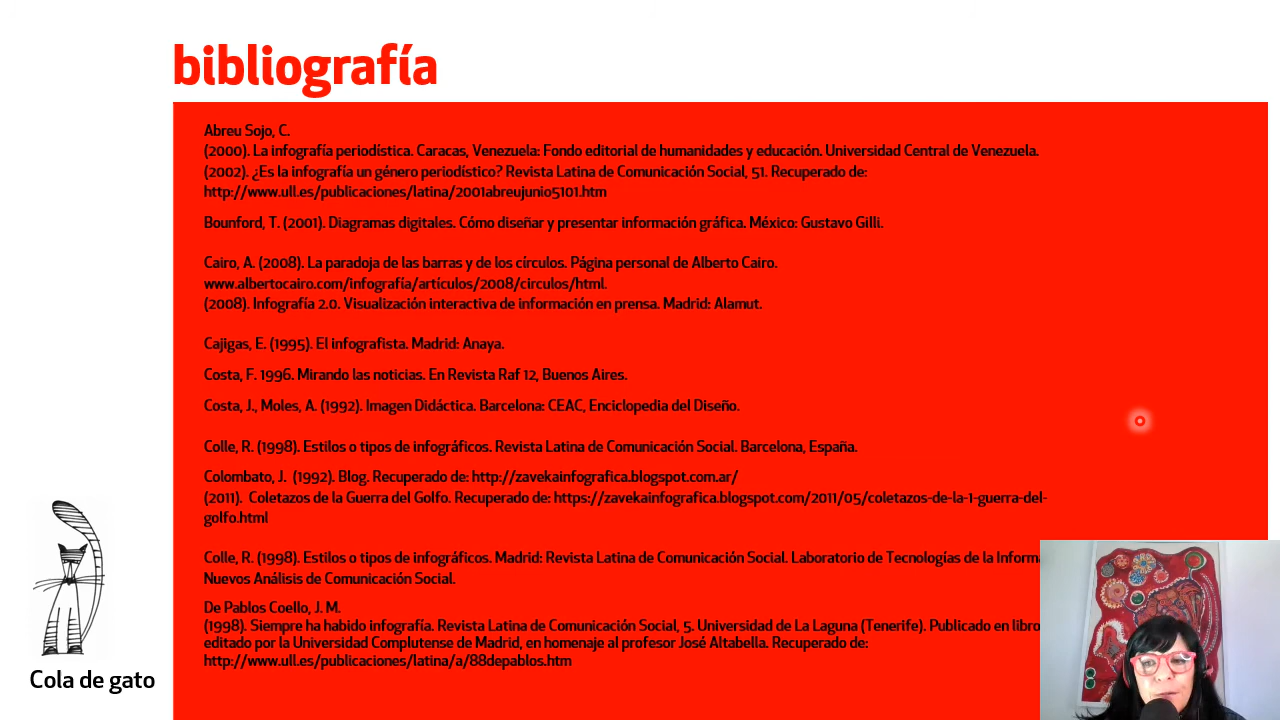 bibliografía
Abreu Sojo, C.
(2000). La infografía periodística. Caracas, Venezuela: Fondo editorial de humanidades y educación. Universidad Central de Venezuela.
(2002). ¿Es la infografía un género periodístico? Revista Latina de Comunicación Social, 51. Recuperado de:
http://www.ull.es/publicaciones/latina/2001abreujunio5101.htm
Bounford, T. (2001). Diagramas digitales. Cómo diseñar y presentar información gráfica. México: Gustavo Gilli.
Cairo, A. (2008). La paradoja de las barras y de los círculos. Página personal de Alberto Cairo.
www.albertocairo.com/infografía/artículos/2008/circulos/html.
(2008). Infografía 2.0. Visualización interactiva de información en prensa. Madrid: Alamut.
Cajigas, E. (1995). El infografista. Madrid: Anaya.
Costa, F. 1996. Mirando las noticias. En Revista Raf 12, Buenos Aires.
Costa, J., Moles, A. (1992). Imagen Didáctica. Barcelona: CEAC, Enciclopedia del Diseño.
Colle, R. (1998). Estilos o tipos de infográficos. Revista Latina de Comunicación Social. Barcelona, España.
Colombato, J. (1992). Blog. Recuperado de: http://zavekainfografica.blogspot.com.ar/
(2011). Coletazos de la Guerra del Golfo. Recuperado de: https://zavekainfografica.blogspot.com/2011/05/coletazos-de-la-1-guerra-del-
golfo.html
Colle, R. (1998). Estilos o tipos de infográficos. Madrid: Revista Latina de Comunicación Social. Laboratorio de Tecnologías de la Informa
Nuevos Análisis de Comunicación Social.
De Pablos Coello, J. M.
(1998). Siempre ha habido infografía. Revista Latina de Comunicación Social, 5. Universidad de La Laguna (Tenerife). Publicado en libro
editado por la Universidad Complutense de Madrid, en homenaje al profesor José Altabella. Recuperado de:
http://www.ull.es/publicaciones/latina/a/88depablos.htm
Cola de gato